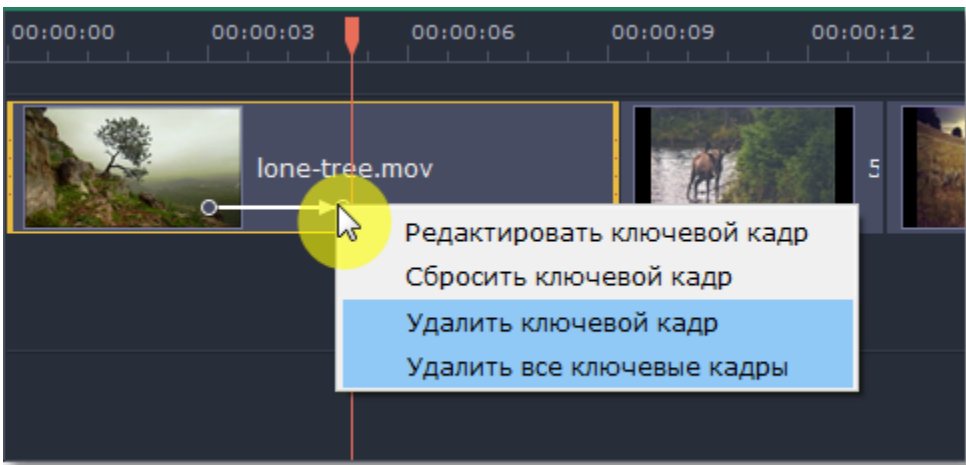 00:00:00 00:00:03 00:00:06 00:00:09 00:00:12
lone-tree.mov
5
Редактировать ключевой кадр
Сбросить ключевой кадр
Удалить ключевой кадр
Удалить все ключевые кадры